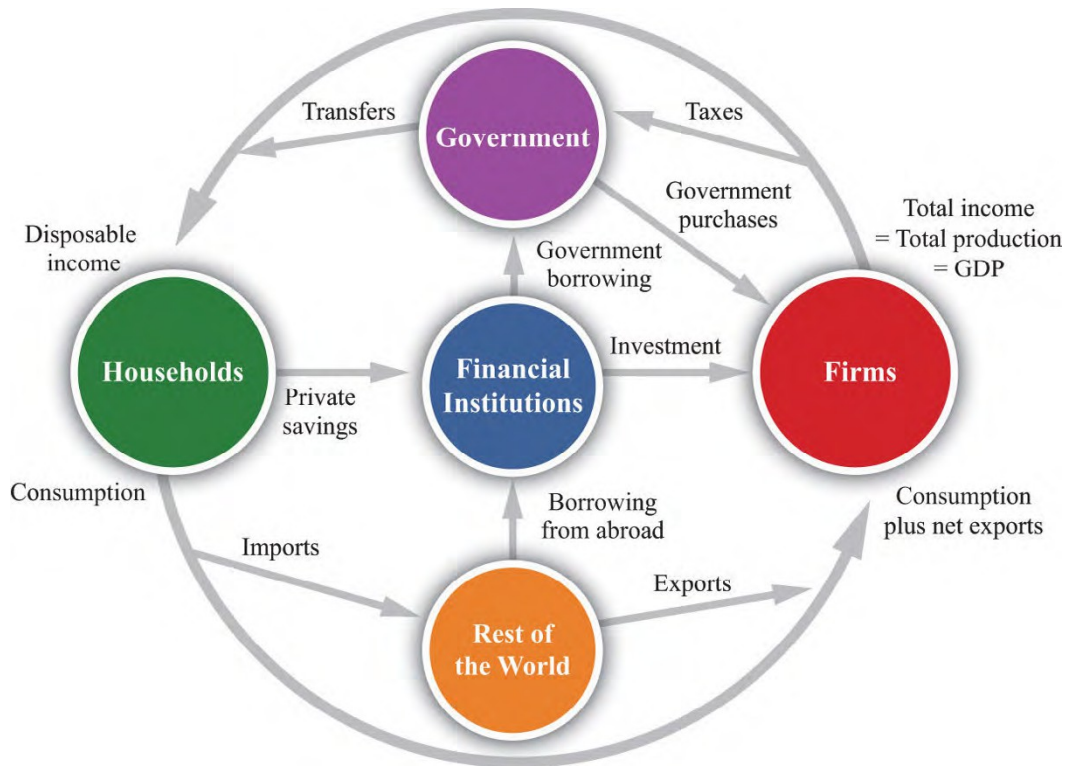 Transfers
Taxes
Government
Government
purchases
Total income
= Total production
= GDP
Disposable
income
Government
borrowing
Households
Private
savings
Financial
Institutions
Investment
Firms
Consumption
Consumption
plus net exports
Imports
Borrowing
from abroad
Exports
Rest of
the World